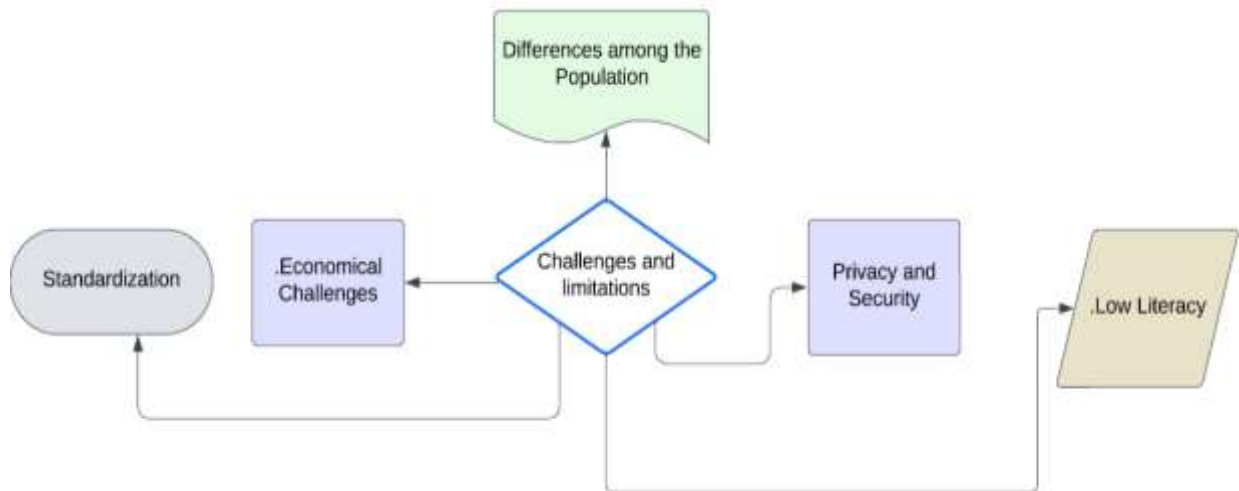 Differences among the
Population
Standardization
.Economical
Challenges
Challenges and
limitations
Privacy and
Security
.Low Literacy